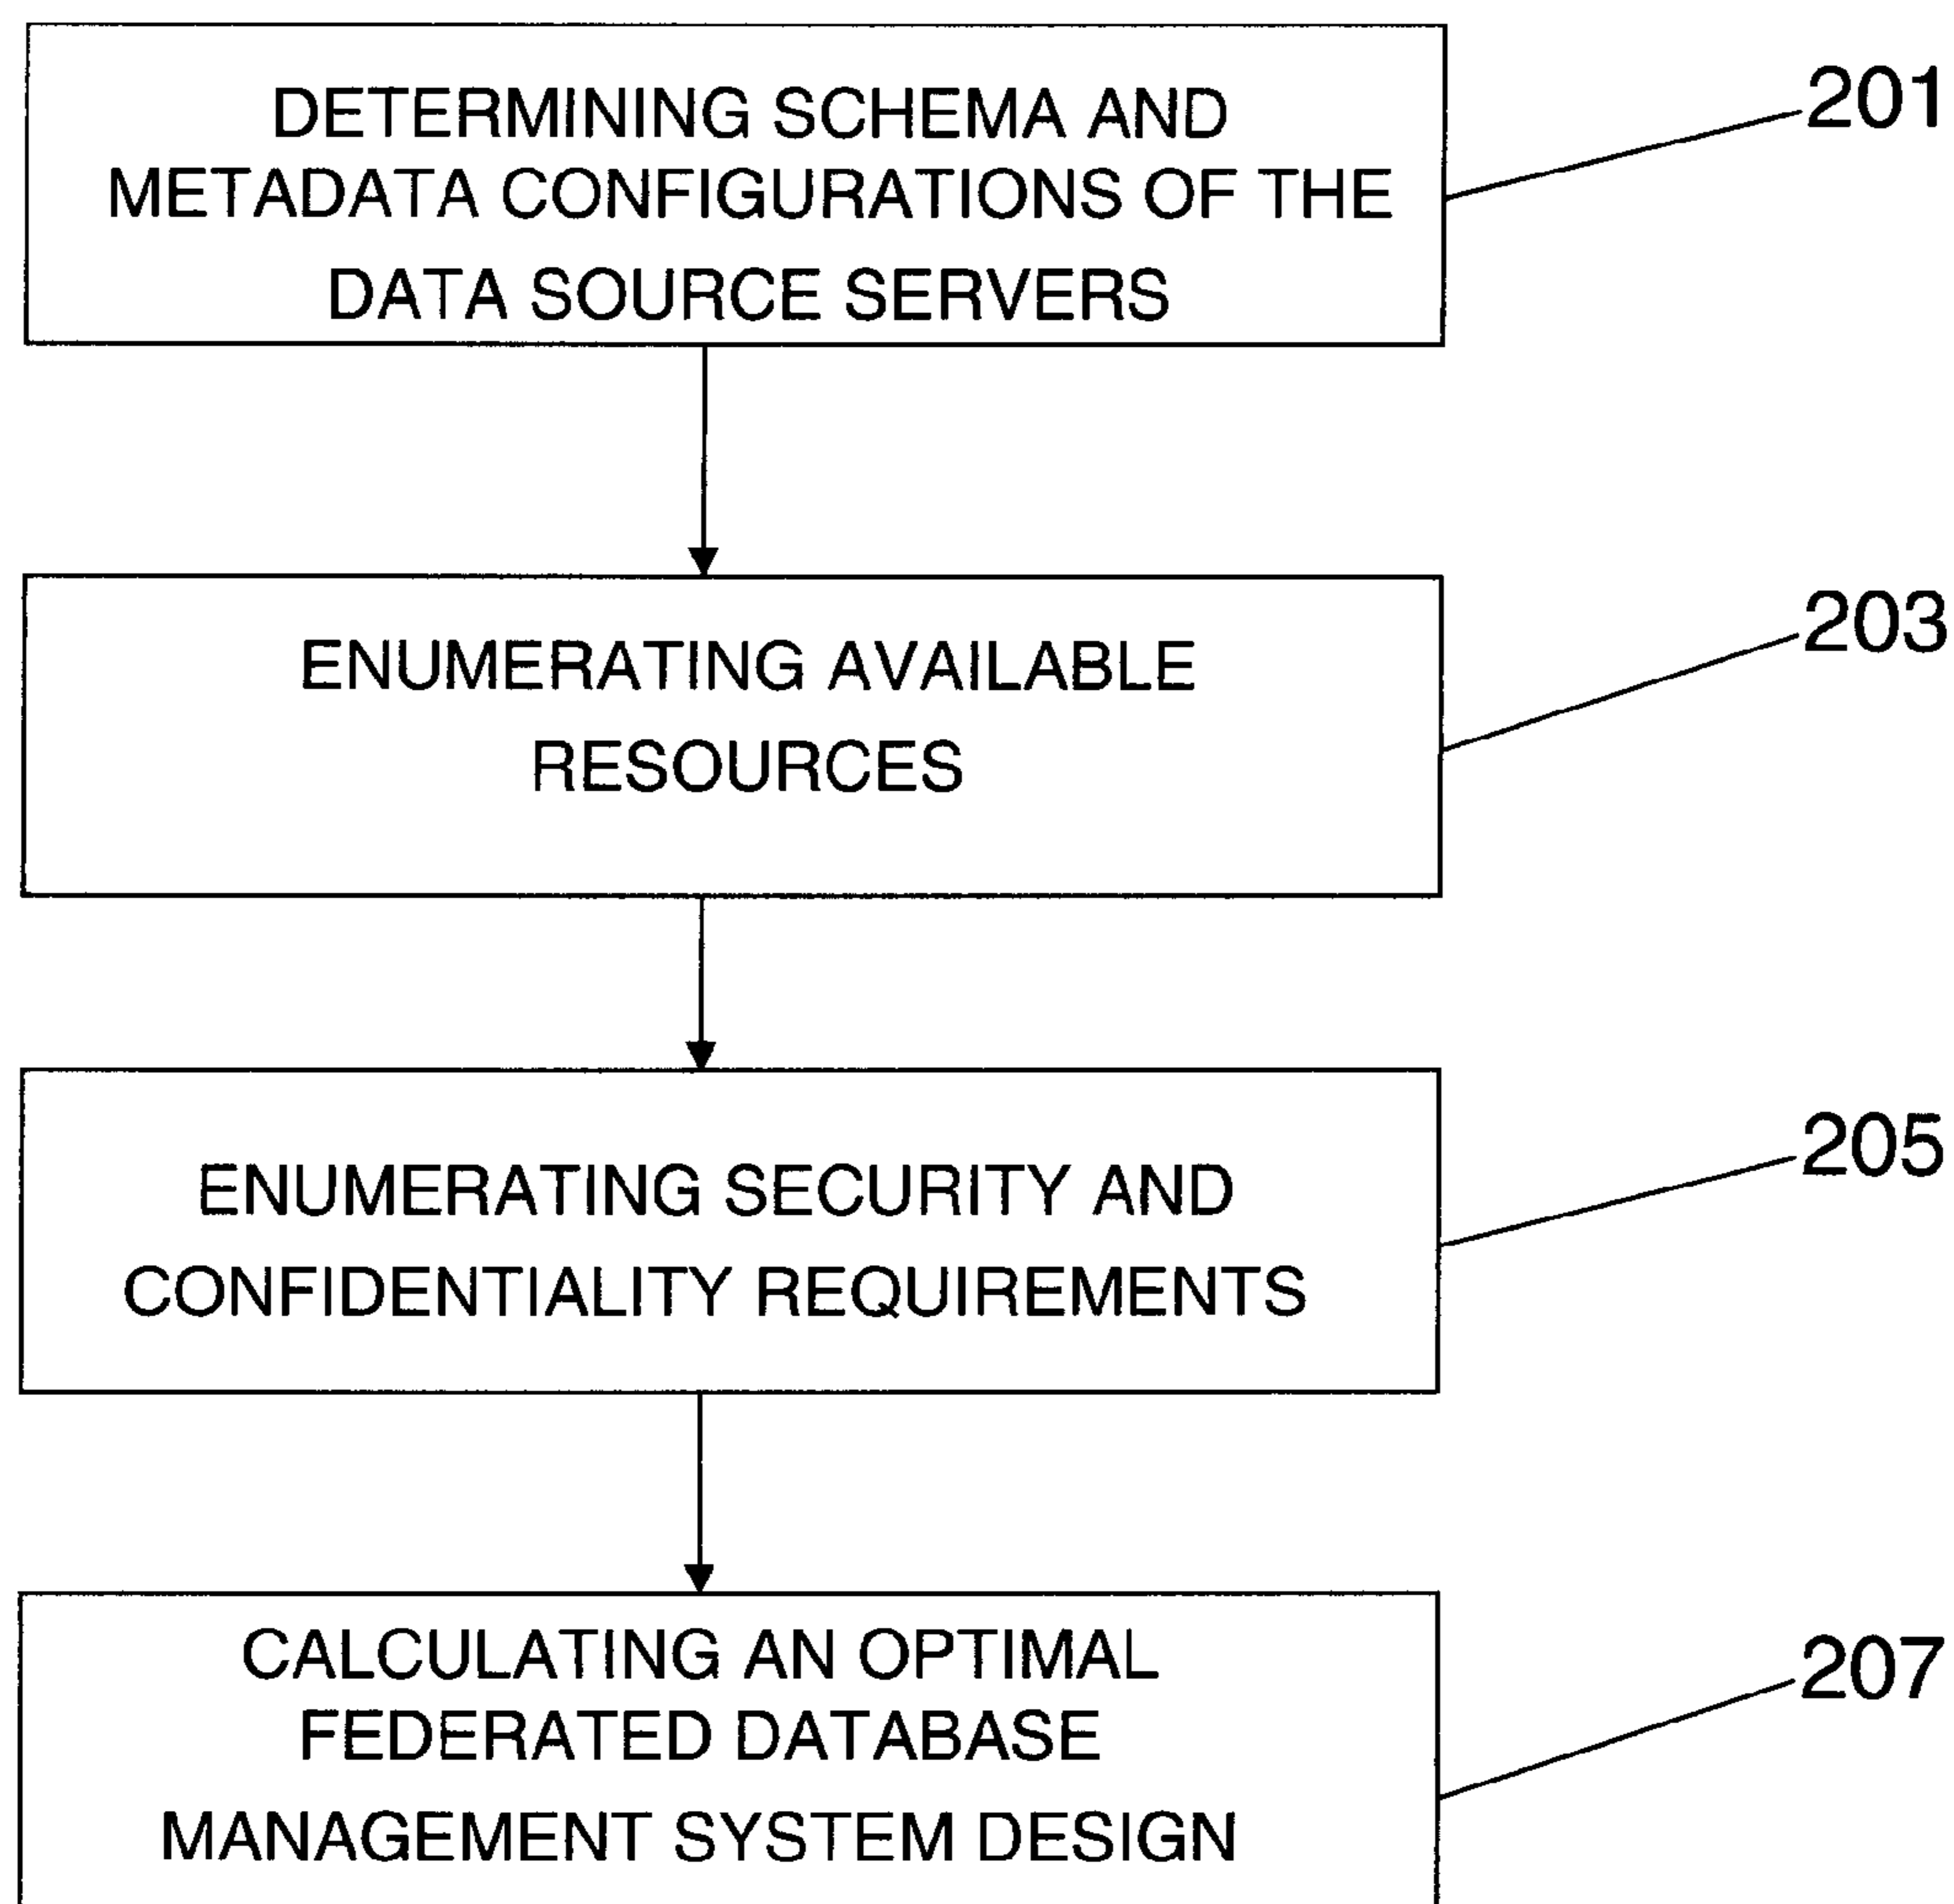 DETERMINING SCHEMA AND
METADATA CONFIGURATIONS OF THE
DATA SOURCE SERVERS
201
ENUMERATING AVAILABLE
RESOURCES
203
ENUMERATING SECURITY AND
CONFIDENTIALITY REQUIREMENTS
205
CALCULATING AN OPTIMAL
FEDERATED DATABASE
MANAGEMENT SYSTEM DESIGN
207